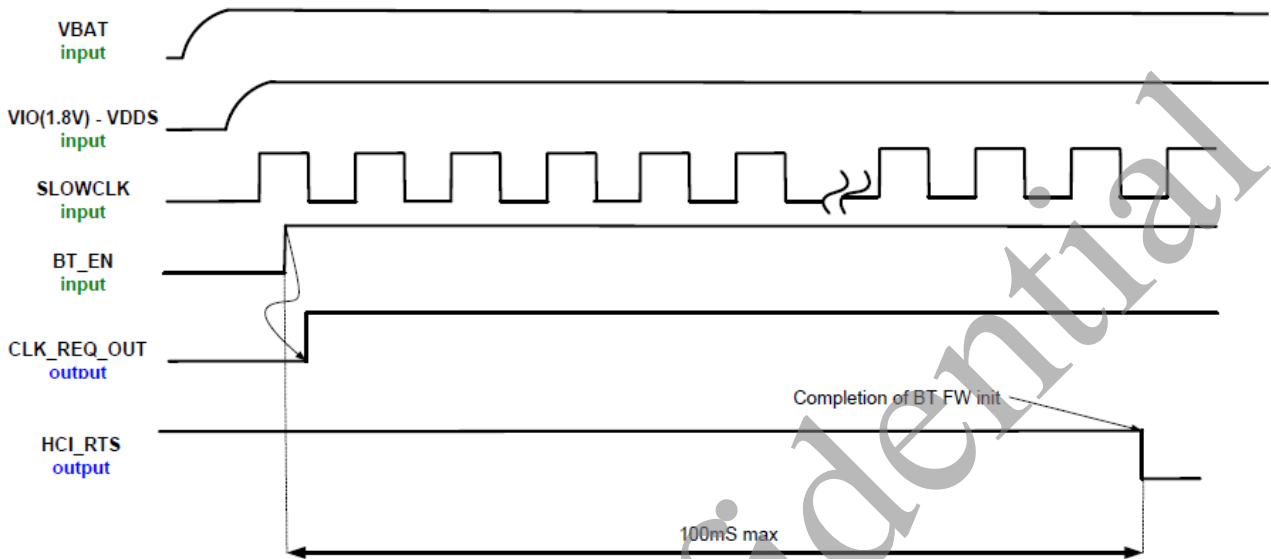 VBAT
input
VIO(1.8V) - VDDS
input
SLOWCLK
input
BT_EN
input
CLK_REQ_OUT
output
Completion of BT FW init
HCI_RTS
output
100mS max
fidential